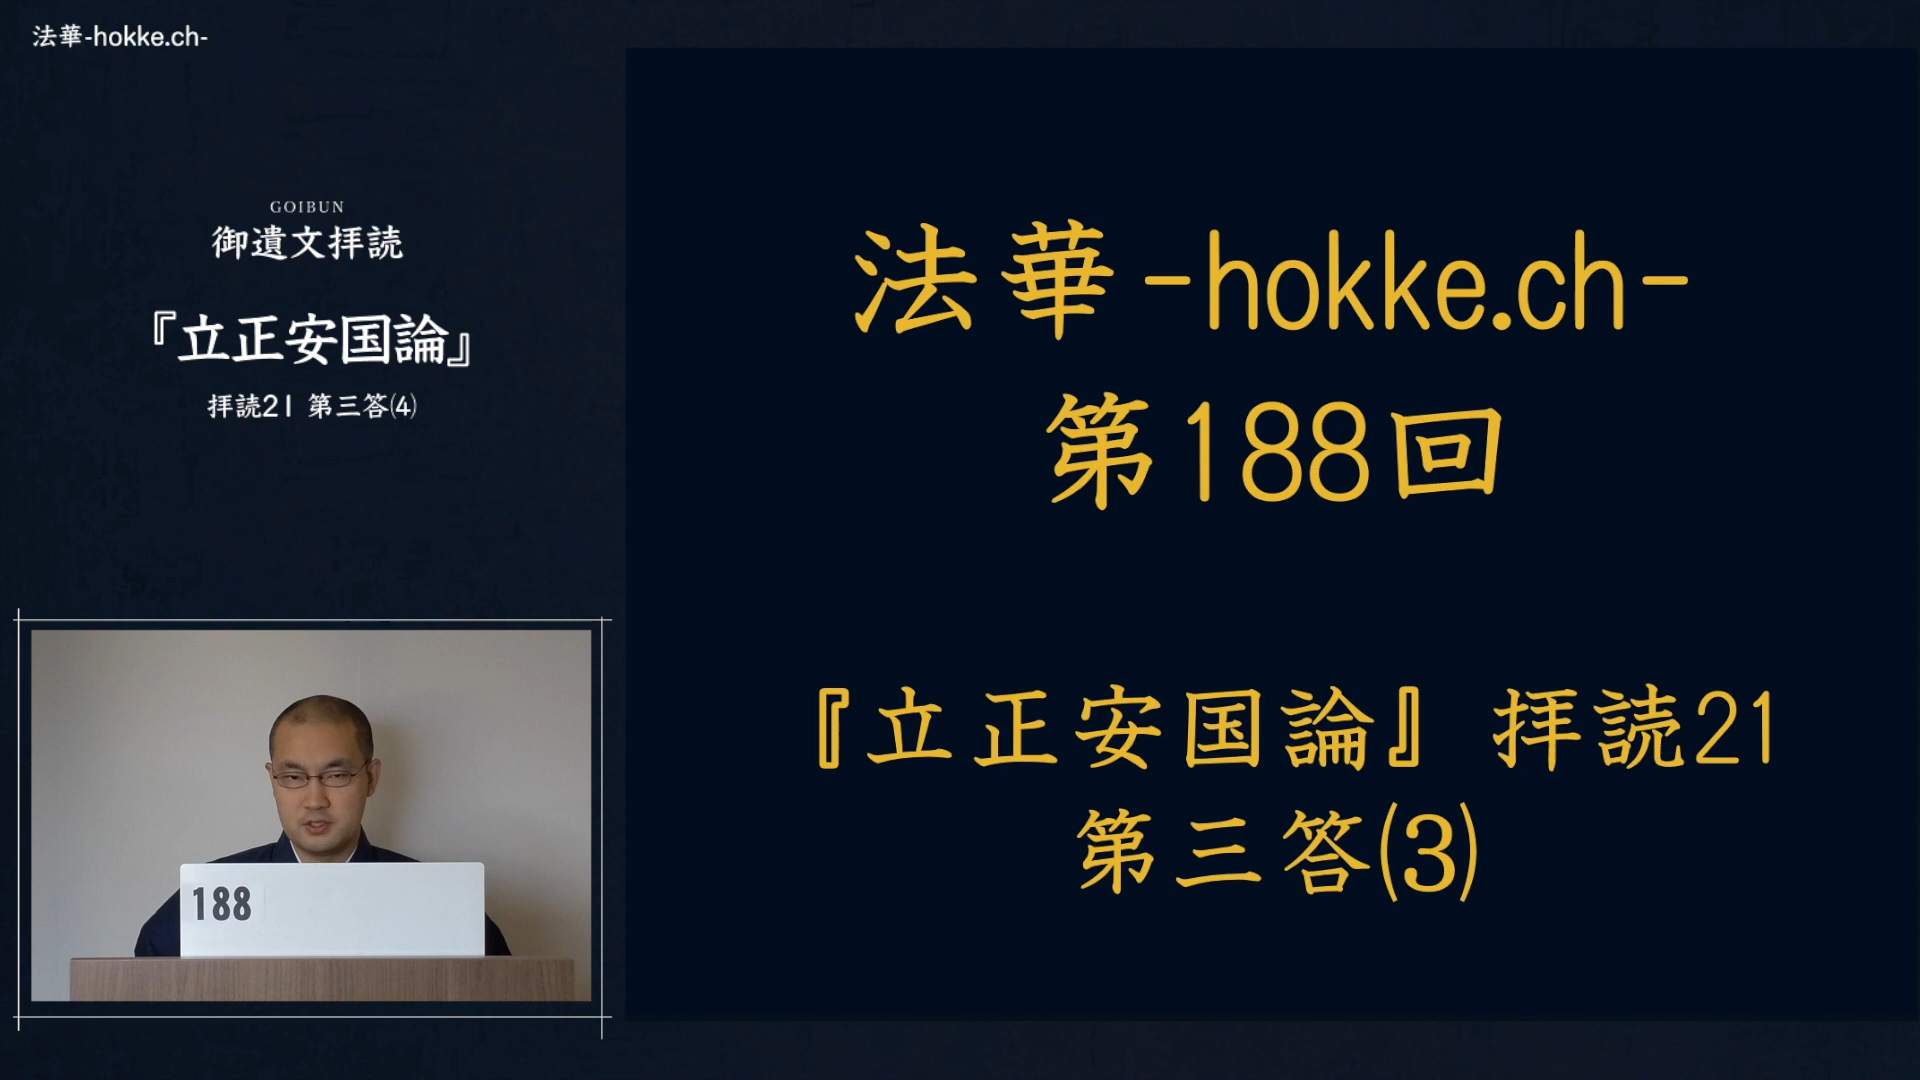 法華-hokke.ch-
GOIBUN
御遺文拝読
『立正安国論』
拝読21 第三答⑷
188
法華-hokke.ch-
第188回
『立正安国論』 拝読21
第三答⑶